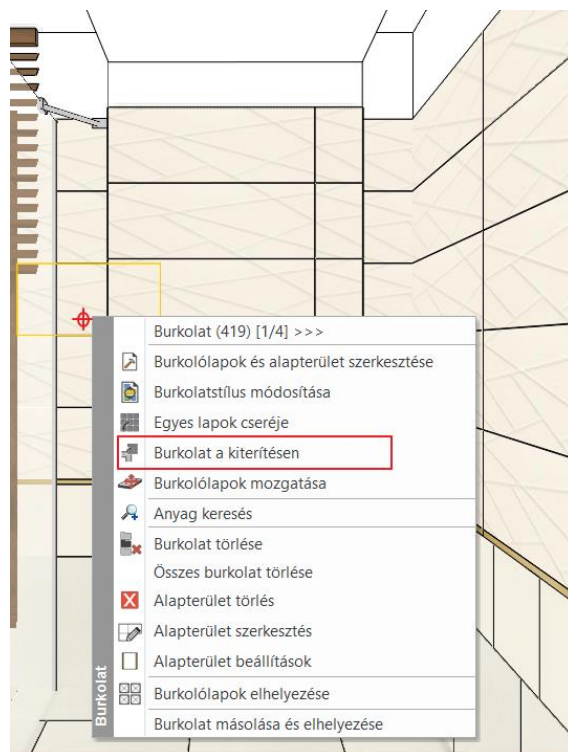 Burkolat (419) [1/4] >>>
Burkolólapok és alapterület szerkesztése
Burkolatstílus módosítása
Egyes lapok cseréje
Burkolat a kiterítésen
Burkolólapok mozgatása
Anyag keresés
Burkolat törlése
Összes burkolat törlése
Alapterület törlés
Alapterület szerkesztés
Alapterület beállítások
Burkolólapok elhelyezése
Burkolat másolása és elhelyezése
Burkolat